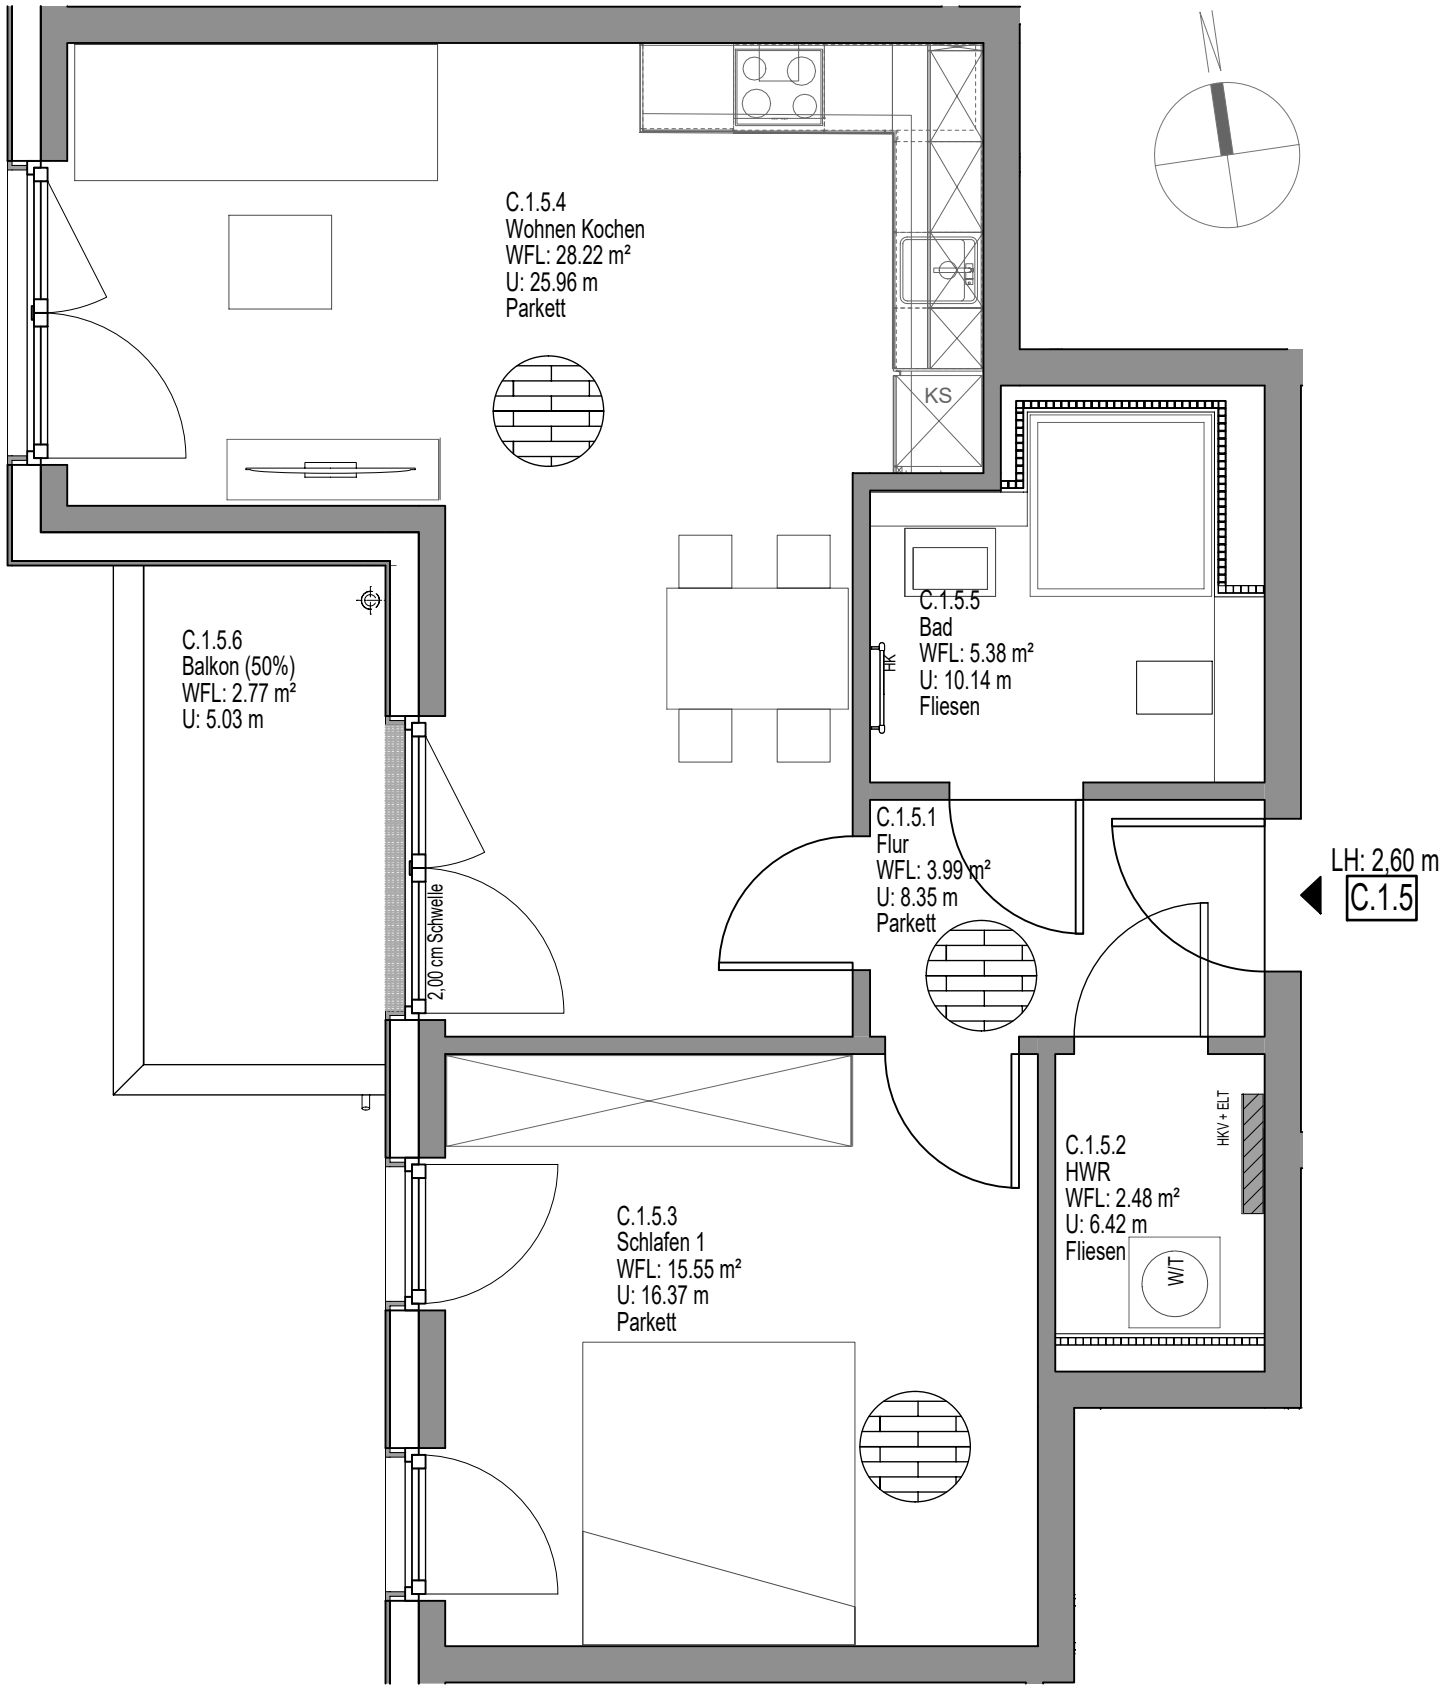 C.1.5.4
Wohnen Kochen
WFL: 28.22 m²
U: 25.96 m
Parkett
KS
C.1.5.6
Balkon (50%)
WFL: 2.77 m²
U: 5.03 m
C.1.5.5
Bad
WFL: 5.38 m²
U: 10.14 m
Fliesen
HK
C.1.5.1
Flur
WFL: 3.99 m²
U: 8.35 m
Parkett
LH: 2,60 m
C.1.5
2,00 cm Schwelle
C.1.5.2
HWR
WFL: 2.48 m²
U: 6.42 m
Fliesen
HKV + ELT
W/T
C.1.5.3
Schlafen 1
WFL: 15.55 m²
U: 16.37 m
Parkett
N